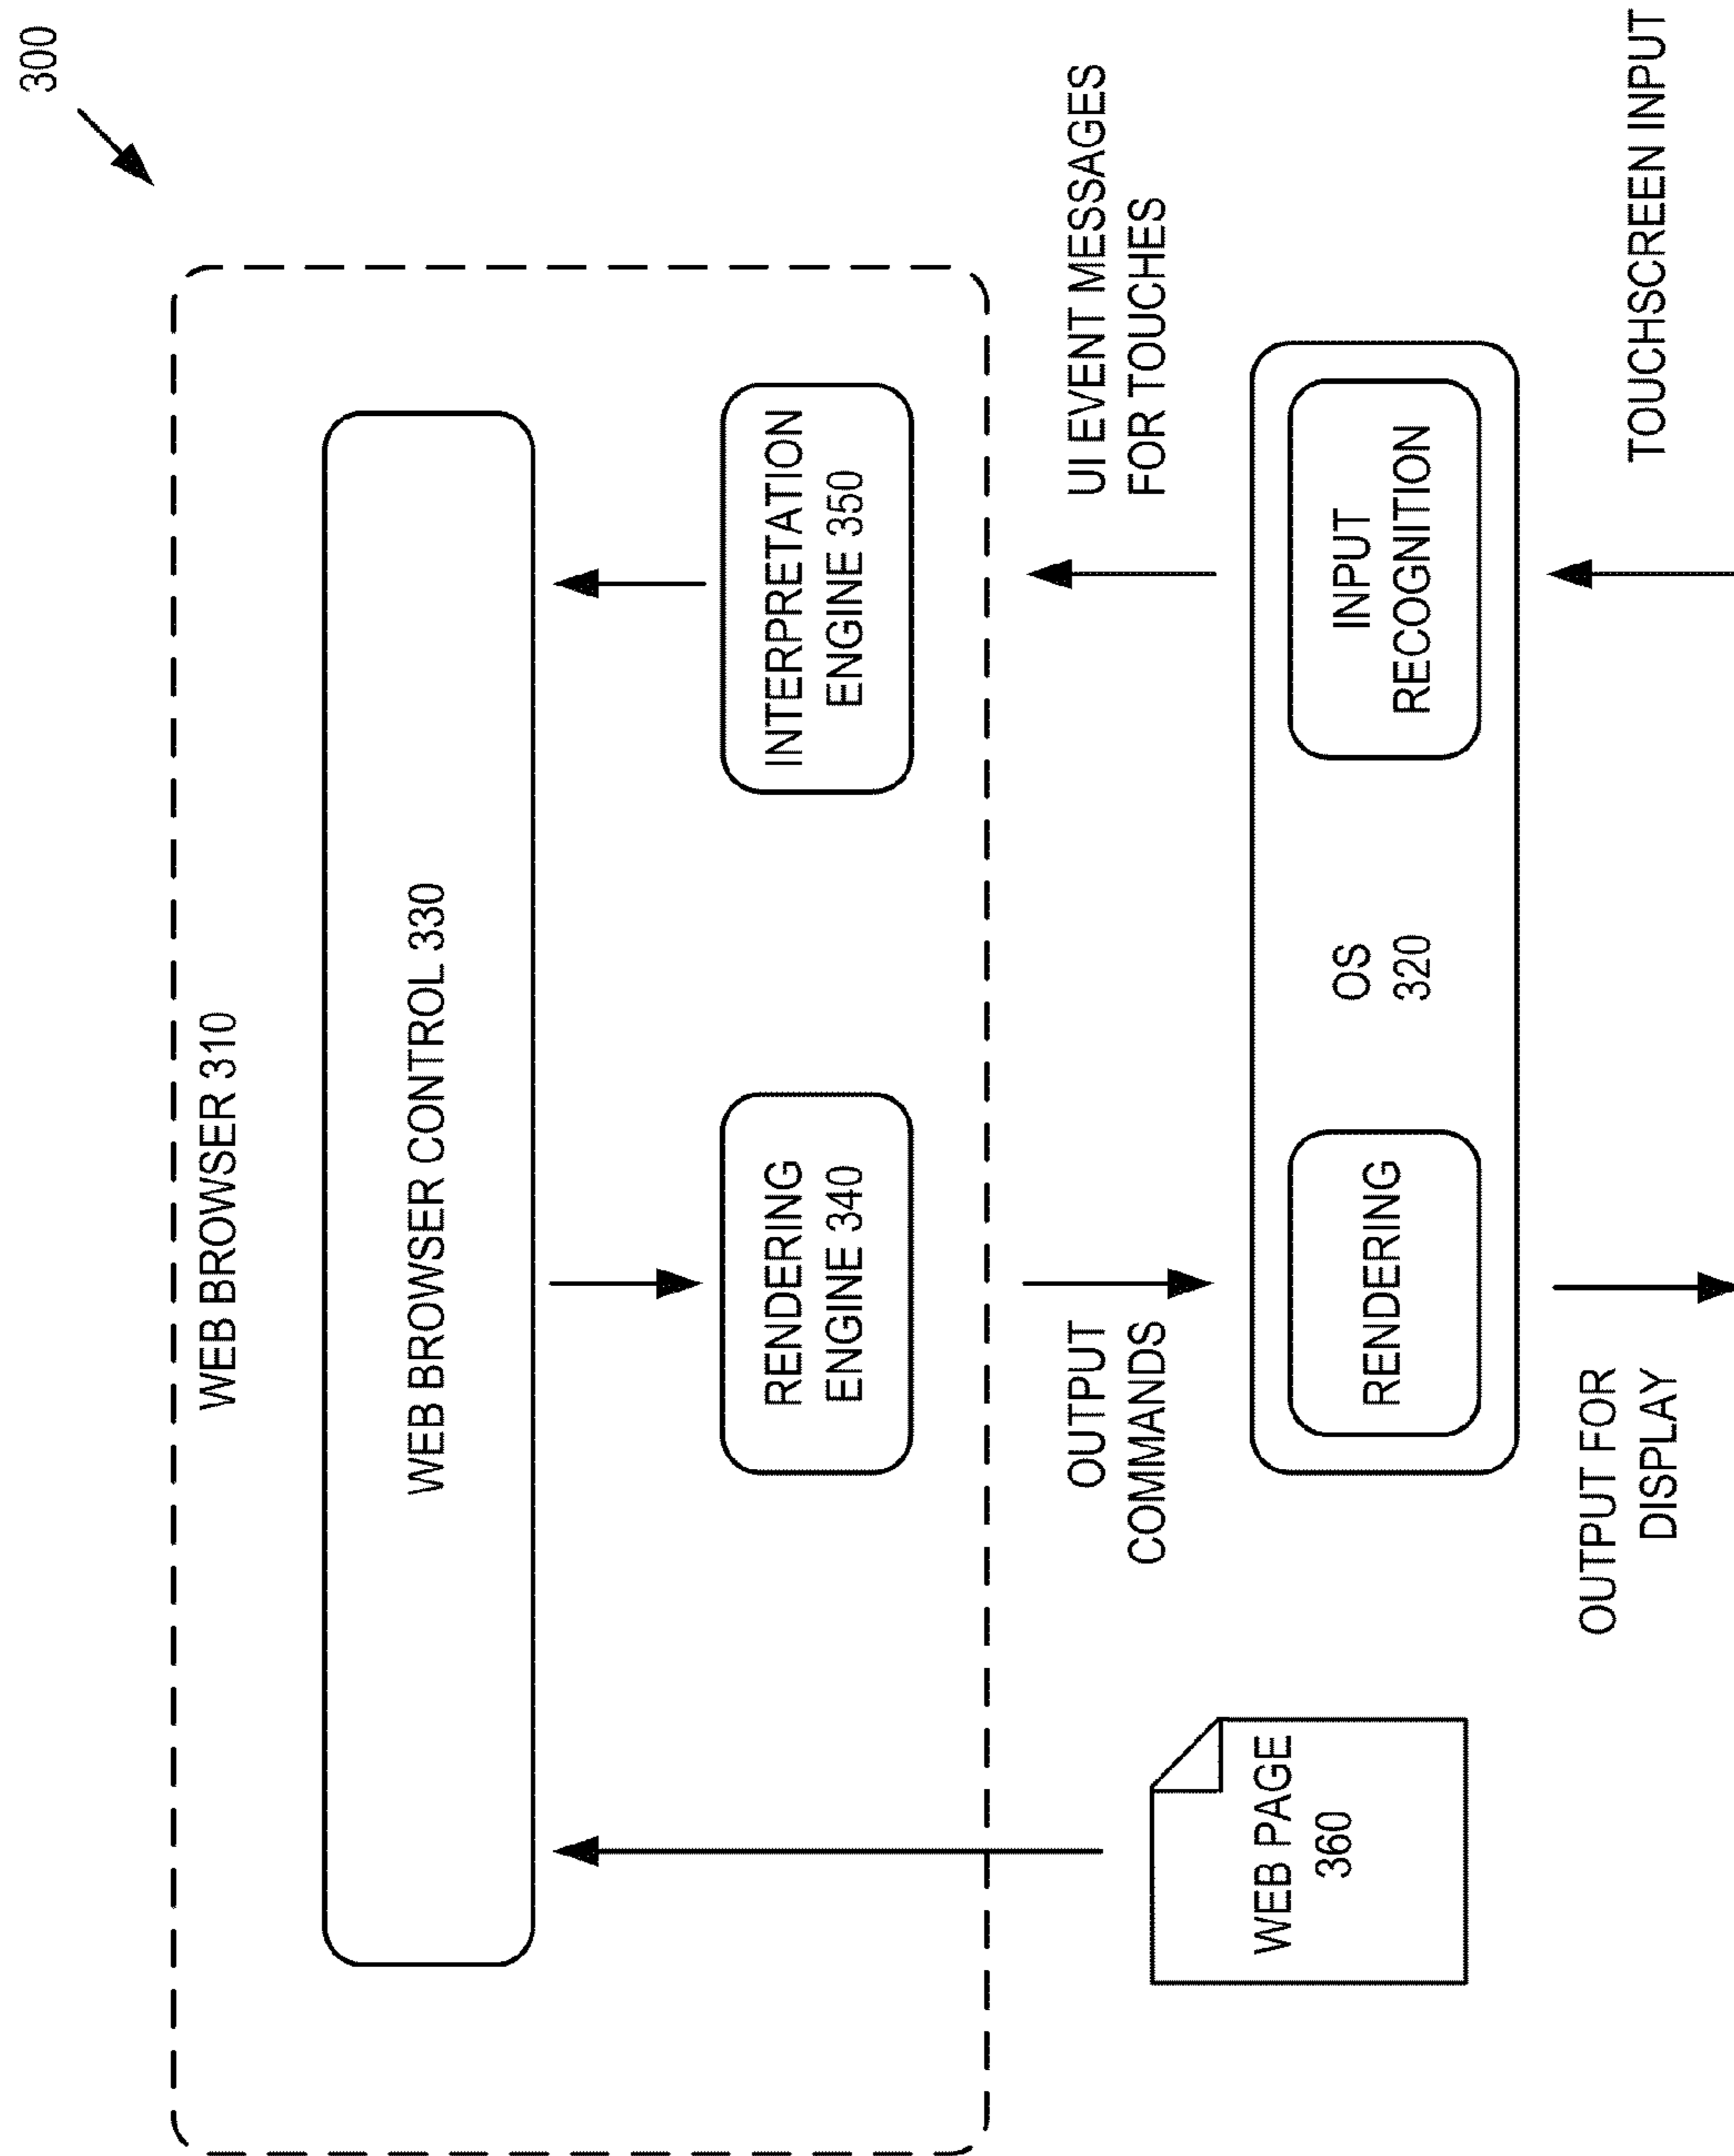 300
WEB BROWSER 310
WEB BROWSER CONTROL 330
RENDERING
ENGINE 340
INTERPRETATION
ENGINE 350
OUTPUT
COMMANDS
UI EVENT MESSAGES
FOR TOUCHES
WEB PAGE
360
RENDERING
OS
320
INPUT
RECOGNITION
OUTPUT FOR
DISPLAY
TOUCHSCREEN INPUT